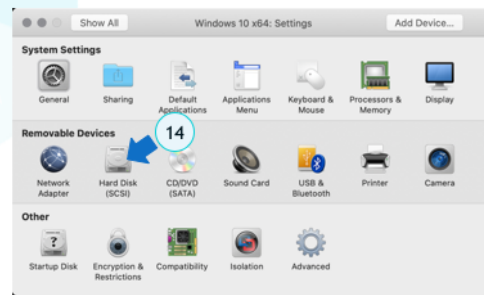 Show All Windows 10 x64: Settings Add Device...
System Settings
General Sharing Default Applications Applications Menu Keyboard & Mouse Processors & Memory Display
Removable Devices
14
Network Adapter Hard Disk (SCSI) CD/DVD (SATA) Sound Card USB & Bluetooth Printer Camera
Other
?
Startup Disk Encryption & Restrictions Compatibility Isolation Advanced